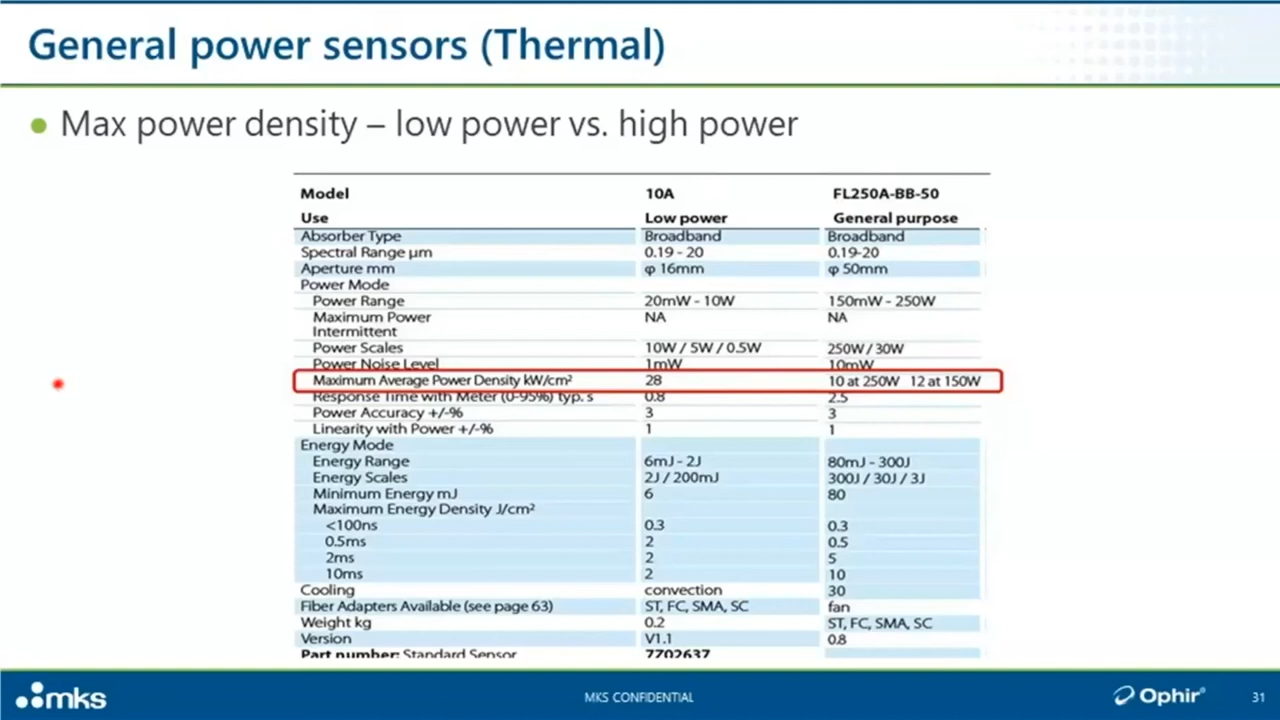 General power sensors (Thermal)
• Max power density – low power vs. high power
Model 10A FL250A-BB-50
Use Low power General purpose
Absorber Type Broadband Broadband
Spectral Range μm 0.19 - 20 0.19-20
Aperture mm φ 16mm φ 50mm
Power Mode
Power Range 20mW - 10W 150mW - 250W
Maximum Power NA NA
Intermittent
Power Scales 10W / 5W / 0.5W 250W / 30W
Power Noise Level 1mW 10mW
Maximum Average Power Density kW/cm² 28 10 at 250W 12 at 150W
Response Time with Meter (0-95%) typ. s 0.8 2.5
Power Accuracy +/-% 3 3
Linearity with Power +/-% 1 1
Energy Mode
Energy Range 6mJ - 2J 80mJ - 300J
Energy Scales 2J / 200mJ 300J / 30J / 3J
Minimum Energy mJ 6 80
Maximum Energy Density J/cm²
<100ns 0.3 0.3
0.5ms 2 0.5
2ms 2 5
10ms 2 10
Cooling convection 30
Fiber Adapters Available (see page 63) ST, FC, SMA, SC fan
Weight kg 0.2 ST, FC, SMA, SC
Version V1.1 0.8
Part number: Standard Sensor 7Z02637
mks MKS CONFIDENTIAL Ophir® 31